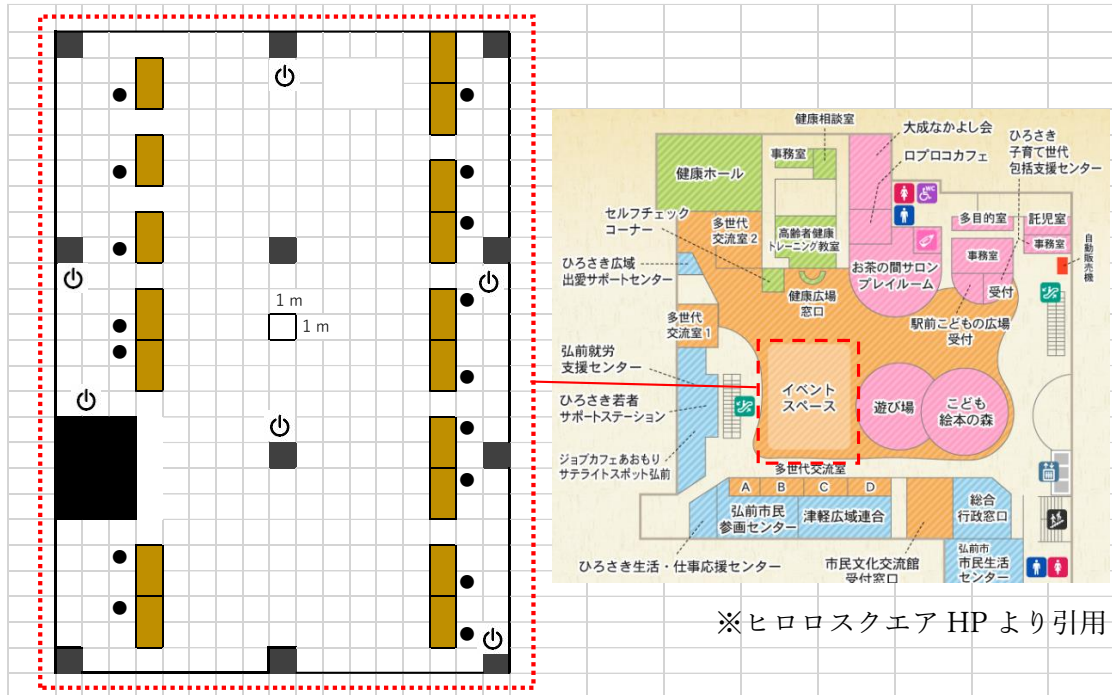 1 m
1 m
健康相談室
大成なかよし会
ロプロコカフェ
ひろさき
子育て世代
包括支援センター
事務室
健康ホール
セルフチェック
コーナー
多世代
交流室2
高齢者健康
トレーニング教室
WC
多目的室
託児室
事務室
事務室
自動販売機
ひろさき広域
出愛サポートセンター
お茶の間サロン
プレイルーム
受付
健康広場
窓口
多世代
交流室1
駅前こどもの広場
受付
弘前就労
支援センター
イベント
スペース
遊び場
こども
絵本の森
ひろさき若者
サポートステーション
ジョブカフェあおもり
サテライトスポット弘前
多世代交流室
A B C D
弘前市民
参画センター
津軽広域連合
総合
行政窓口
ひろさき生活・仕事応援センター
市民文化交流館
受付窓口
弘前市
市民生活
センター
※ヒロロスクエア HP より引用